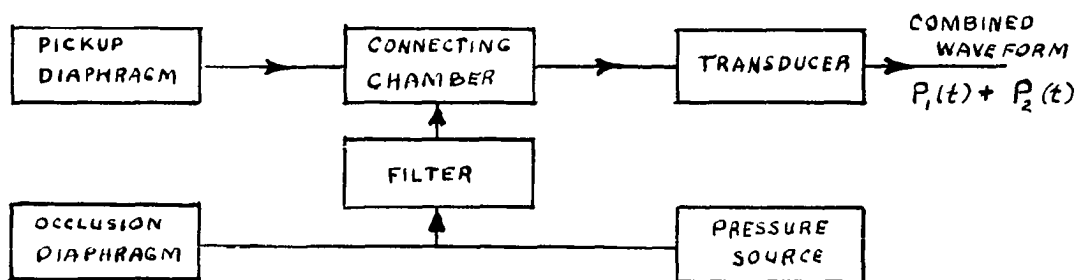 PICKUP
DIAPHRAGM
CONNECTING
CHAMBER
TRANSDUCER
COMBINED
WAVEFORM
P₁(t) + P₂(t)
FILTER
OCCLUSION
DIAPHRAGM
PRESSURE
SOURCE